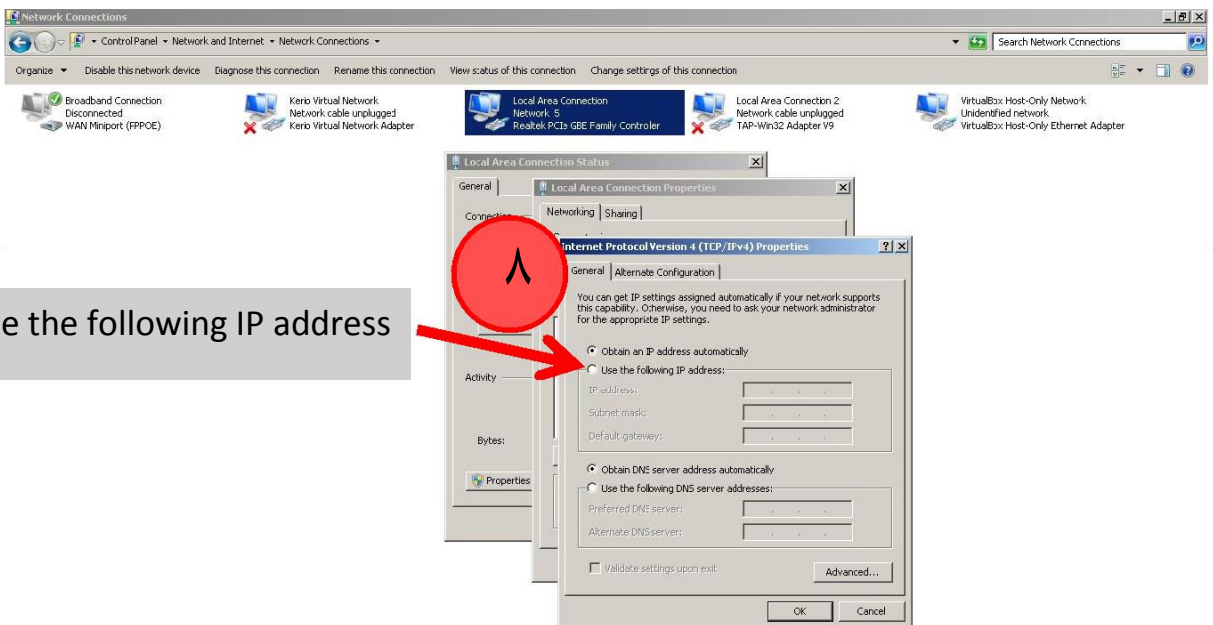 Network Connections
Control Panel Network and Internet Network Connections
Search Network Connections
Organize Disable this network device Diagnose this connection Rename this connection View status of this connection Change settings of this connection
Broadband Connection
Disconnected
WAN Miniport (PPPOE)
Kerio Virtual Network
Network cable unplugged
Kerio Virtual Network Adapter
Local Area Connection
Network 5
Realtek PCIe GBE Family Controller
Local Area Connection 2
Network cable unplugged
TAP-Win32 Adapter V9
VirtualBox Host-Only Network
Unidentified network
VirtualBox Host-Only Ethernet Adapter
Local Area Connection Status
General
Connection
Activity
Bytes:
Properties
Local Area Connection Properties
Networking Sharing
Internet Protocol Version 4 (TCP/IPv4) Properties
General Alternate Configuration
You can get IP settings assigned automatically if your network supports
this capability. Otherwise, you need to ask your network administrator
for the appropriate IP settings.
Obtain an IP address automatically
Use the following IP address:
IP address:
Subnet mask:
Default gateway:
Obtain DNS server address automatically
Use the following DNS server addresses:
Preferred DNS server:
Alternate DNS server:
Validate settings upon exit
Advanced...
OK Cancel
٨
e the following IP address